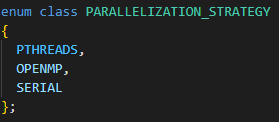 enum class PARALLELIZATION_STRATEGY
{
  PTHREADS,
  OPENMP,
  SERIAL
};